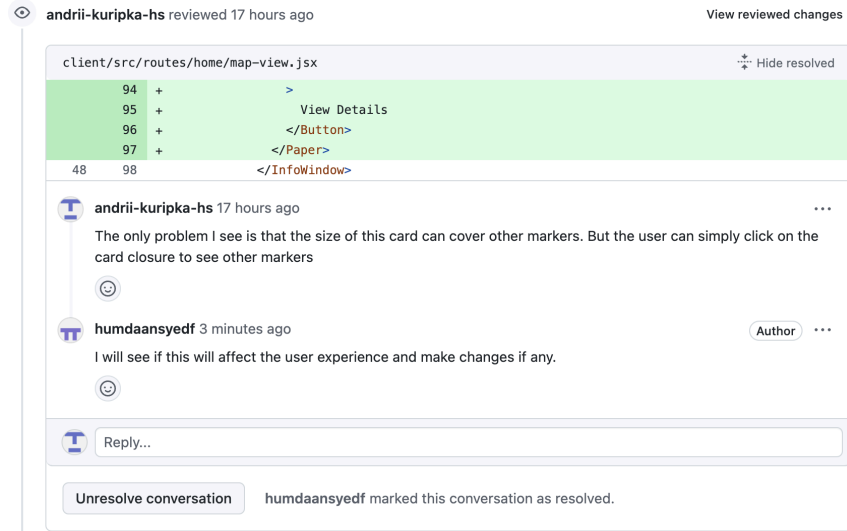 andrii-kuripka-hs reviewed 17 hours ago View reviewed changes
client/src/routes/home/map-view.jsx Hide resolved
94 + >
95 + View Details
96 + </Button>
97 + </Paper>
48 98 </InfoWindow>
andrii-kuripka-hs 17 hours ago ...
The only problem I see is that the size of this card can cover other markers. But the user can simply click on the
card closure to see other markers
humdaansyedf 3 minutes ago Author ...
I will see if this will affect the user experience and make changes if any.
Reply...
Unresolve conversation humdaansyedf marked this conversation as resolved.